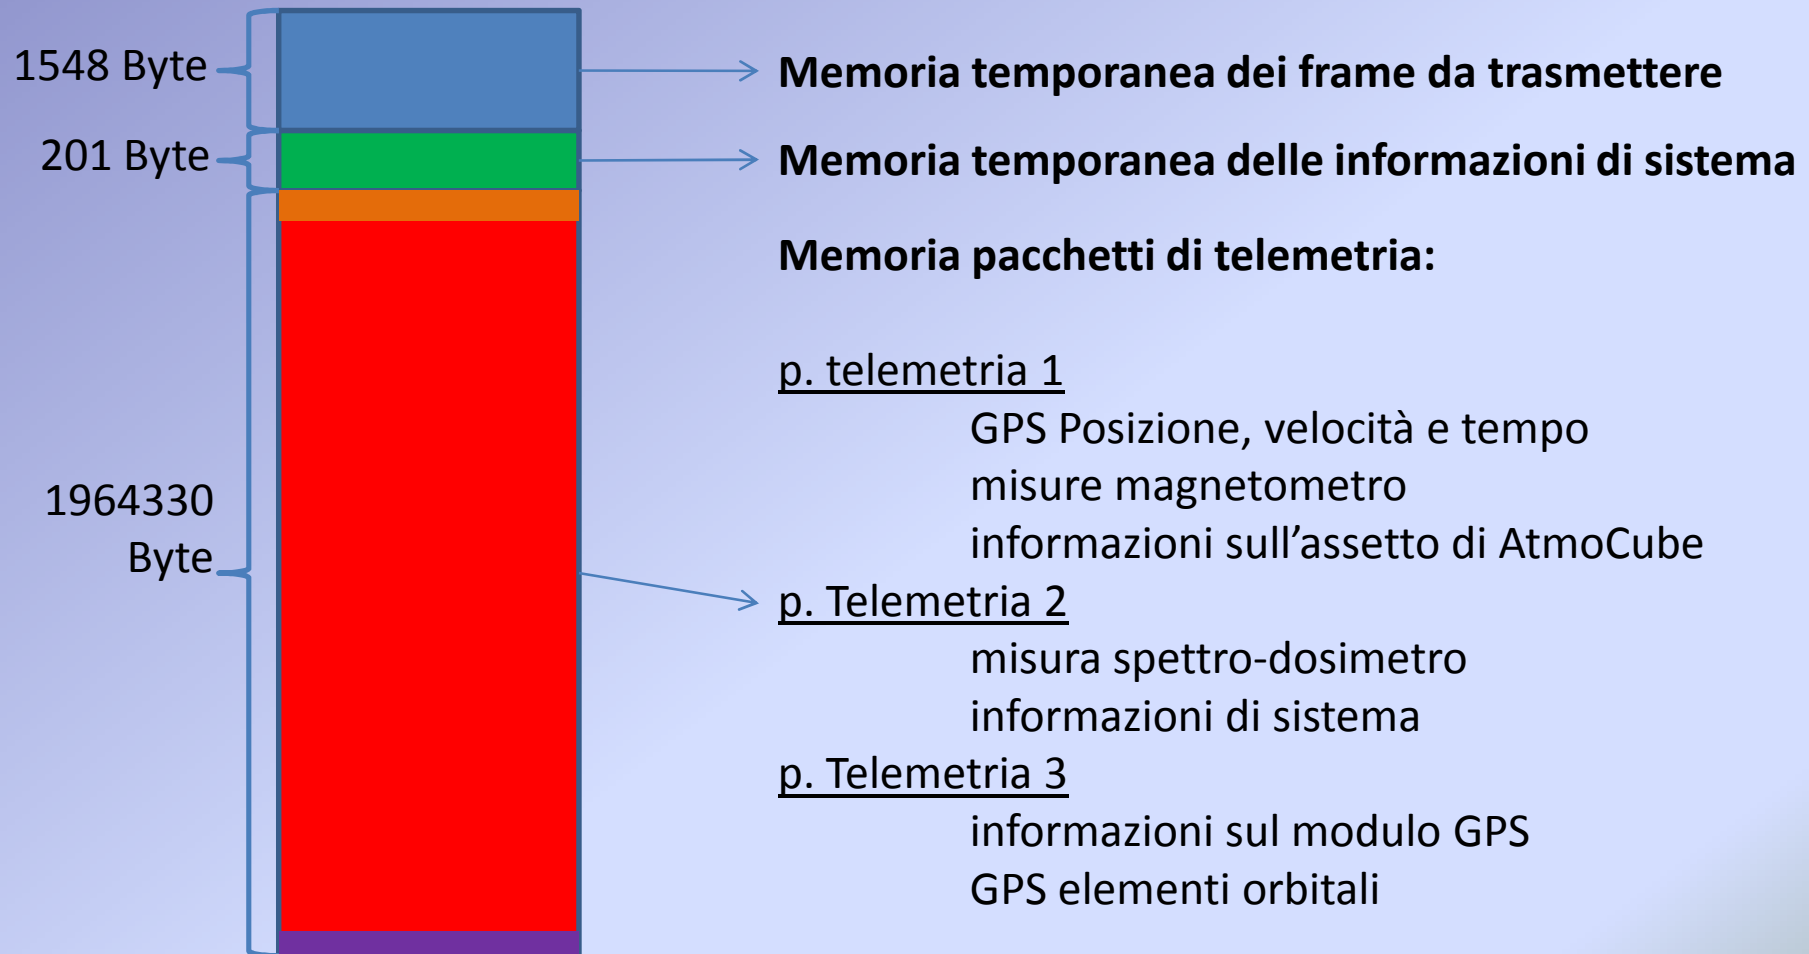 1548 Byte
Memoria temporanea dei frame da trasmettere
201 Byte
Memoria temporanea delle informazioni di sistema
Memoria pacchetti di telemetria:
1964330
Byte
p. telemetria 1
GPS Posizione, velocità e tempo
misure magnetometro
informazioni sull’assetto di AtmoCube
p. Telemetria 2
misura spettro-dosimetro
informazioni di sistema
p. Telemetria 3
informazioni sul modulo GPS
GPS elementi orbitali